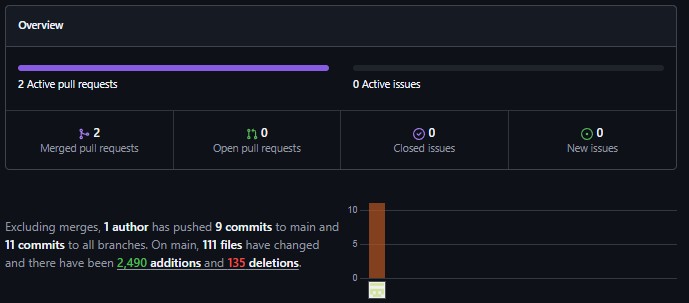 Overview
2 Active pull requests
0 Active issues
2
Merged pull requests
0
Open pull requests
0
Closed issues
0
New issues
Excluding merges, 1 author has pushed 9 commits to main and
11 commits to all branches. On main, 111 files have changed
and there have been 2,490 additions and 135 deletions.
10
5
0